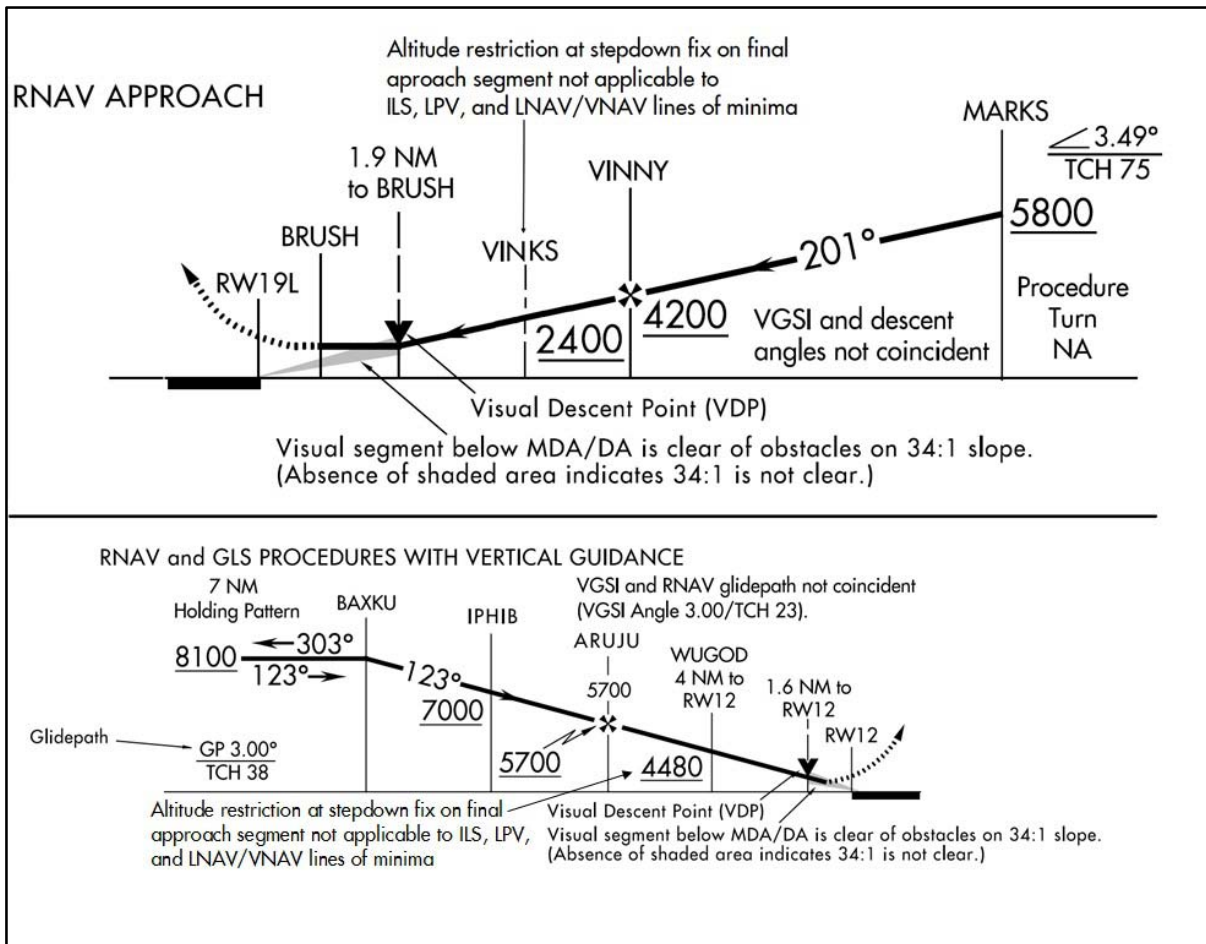 RNAV APPROACH
Altitude restriction at stepdown fix on final
aproach segment not applicable to
ILS, LPV, and LNAV/VNAV lines of minima
MARKS
3.49°
TCH 75
1.9 NM
to BRUSH
VINNY
5800
BRUSH
VINKS
201°
RW19L
2400
4200
VGSI and descent
angles not coincident
Procedure
Turn
NA
Visual Descent Point (VDP)
Visual segment below MDA/DA is clear of obstacles on 34:1 slope.
(Absence of shaded area indicates 34:1 is not clear.)
RNAV and GLS PROCEDURES WITH VERTICAL GUIDANCE
7 NM
Holding Pattern
BAXKU
IPHIB
VGSI and RNAV glidepath not coincident
(VGSI Angle 3.00/TCH 23).
ARUJU
5700
WUGOD
4 NM to
RW12
1.6 NM to
RW12
RW12
8100
303°
123°
123°
7000
5700
4480
Glidepath
GP 3.00°
TCH 38
Altitude restriction at stepdown fix on final
approach segment not applicable to ILS, LPV,
and LNAV/VNAV lines of minima
Visual Descent Point (VDP)
Visual segment below MDA/DA is clear of obstacles on 34:1 slope.
(Absence of shaded area indicates 34:1 is not clear.)